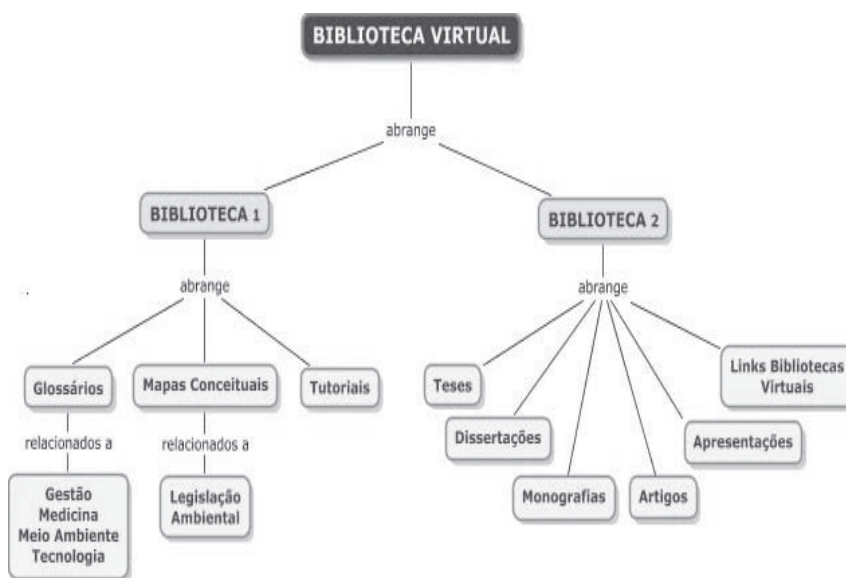 BIBLIOTECA VIRTUAL
abrange
BIBLIOTECA 1
BIBLIOTECA 2
abrange
abrange
Glossários
Mapas Conceituais
Tutoriais
Teses
Links Bibliotecas
Virtuais
Dissertações
Apresentações
Monografias
Artigos
relacionados a
relacionados a
Gestão
Medicina
Meio Ambiente
Tecnologia
Legislação
Ambiental